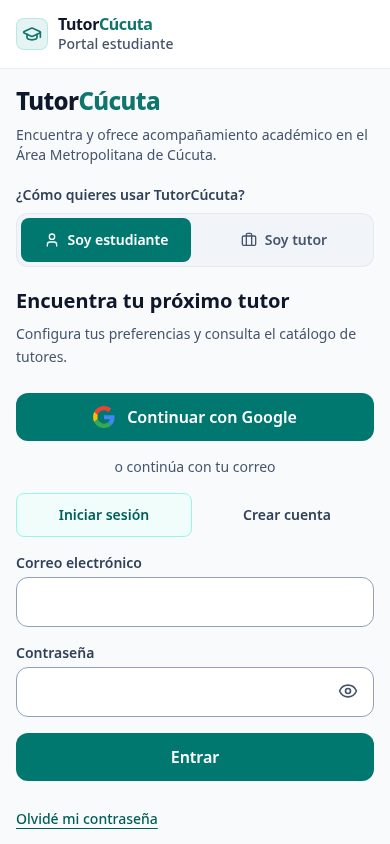 TutorCúcuta
Portal estudiante
TutorCúcuta
Encuentra y ofrece acompañamiento académico en el
Área Metropolitana de Cúcuta.
¿Cómo quieres usar TutorCúcuta?
Soy estudiante
Soy tutor
Encuentra tu próximo tutor
Configura tus preferencias y consulta el catálogo de
tutores.
Continuar con Google
o continúa con tu correo
Iniciar sesión
Crear cuenta
Correo electrónico
Contraseña
Entrar
Olvidé mi contraseña